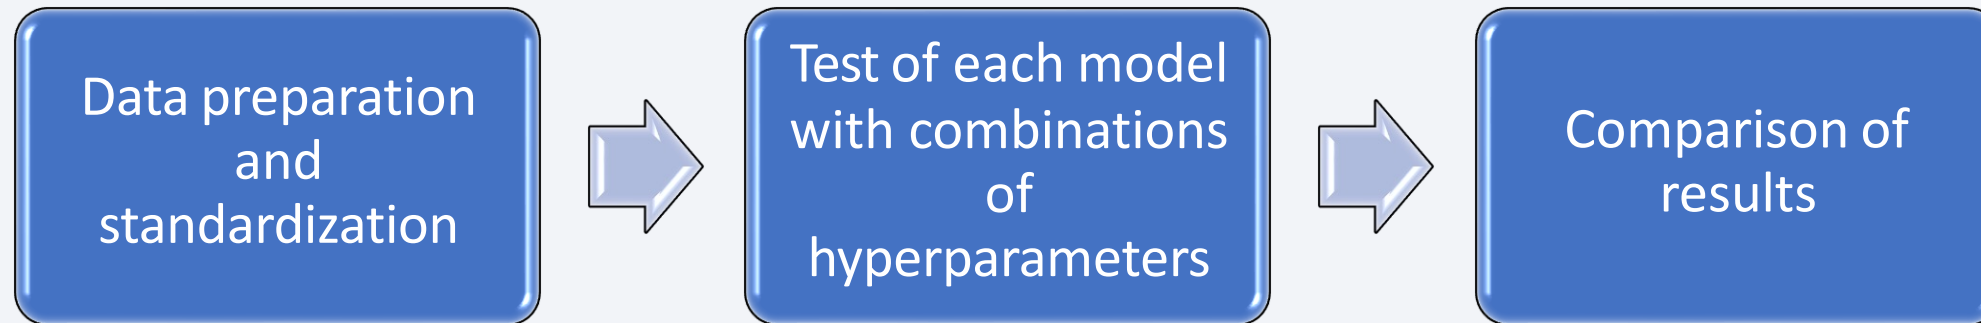 Data preparation
and
standardization
Test of each model
with combinations
of
hyperparameters
Comparison of
results